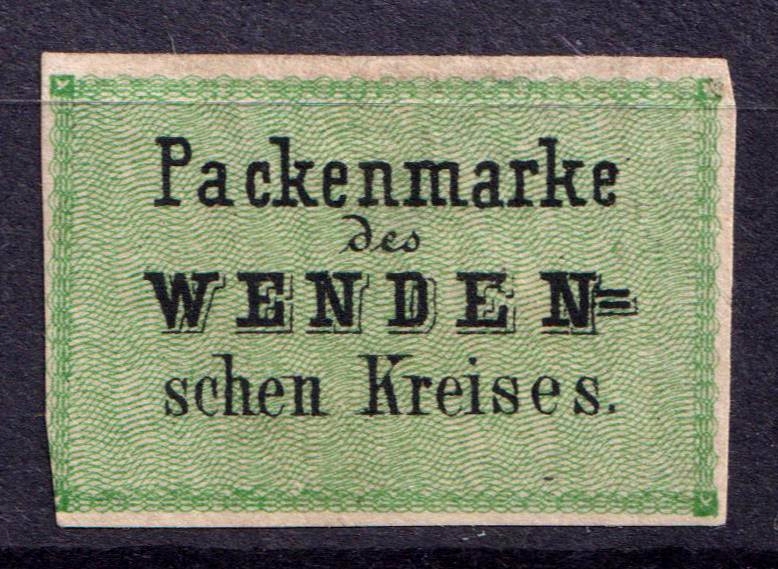 Packenmarke
des
WENDEN=
schen Kreises.